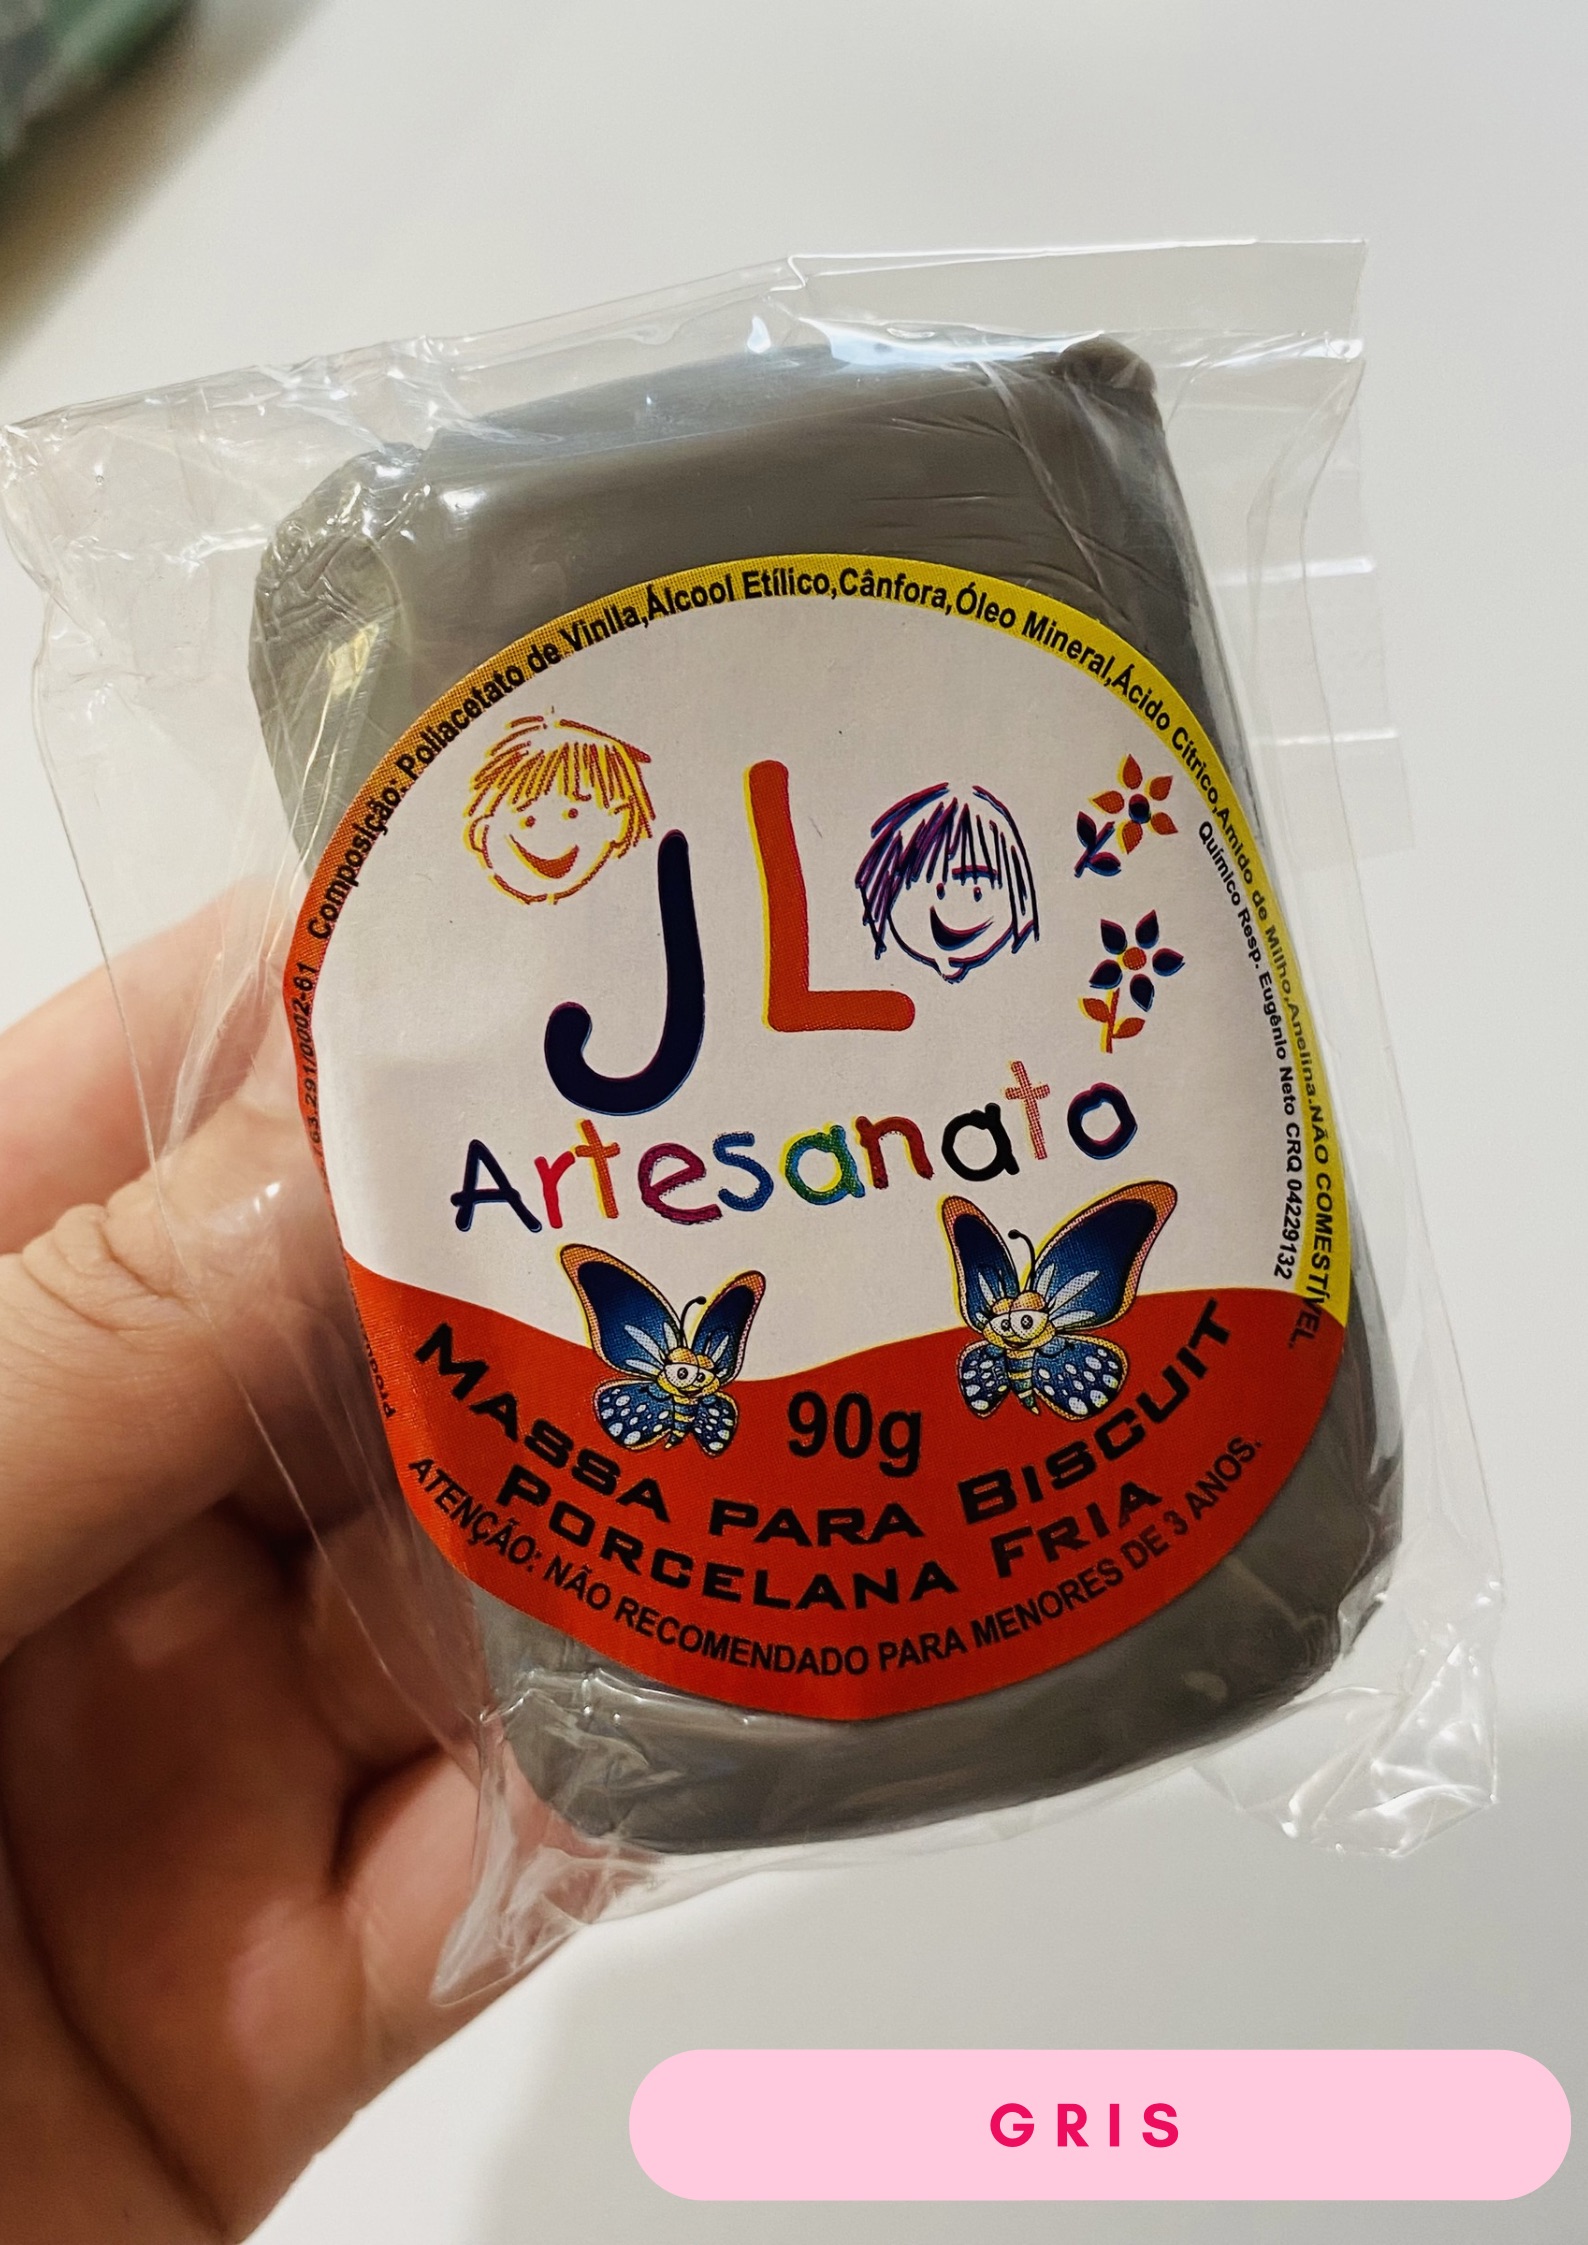 Composição: Poliacetato de Vinlla,Álcool Etílico,Cânfora,Óleo Mineral,Ácido Cítrico,Amido de Milho,Anelina.NÃO COMESTÍVEL.
Químico Resp. Eugênio Neto CRQ 04229132
JL
Artesanato
90g
MASSA PARA BISCUIT
PORCELANA FRIA
ATENÇÃO: NÃO RECOMENDADO PARA MENORES DE 3 ANOS.
GRIS